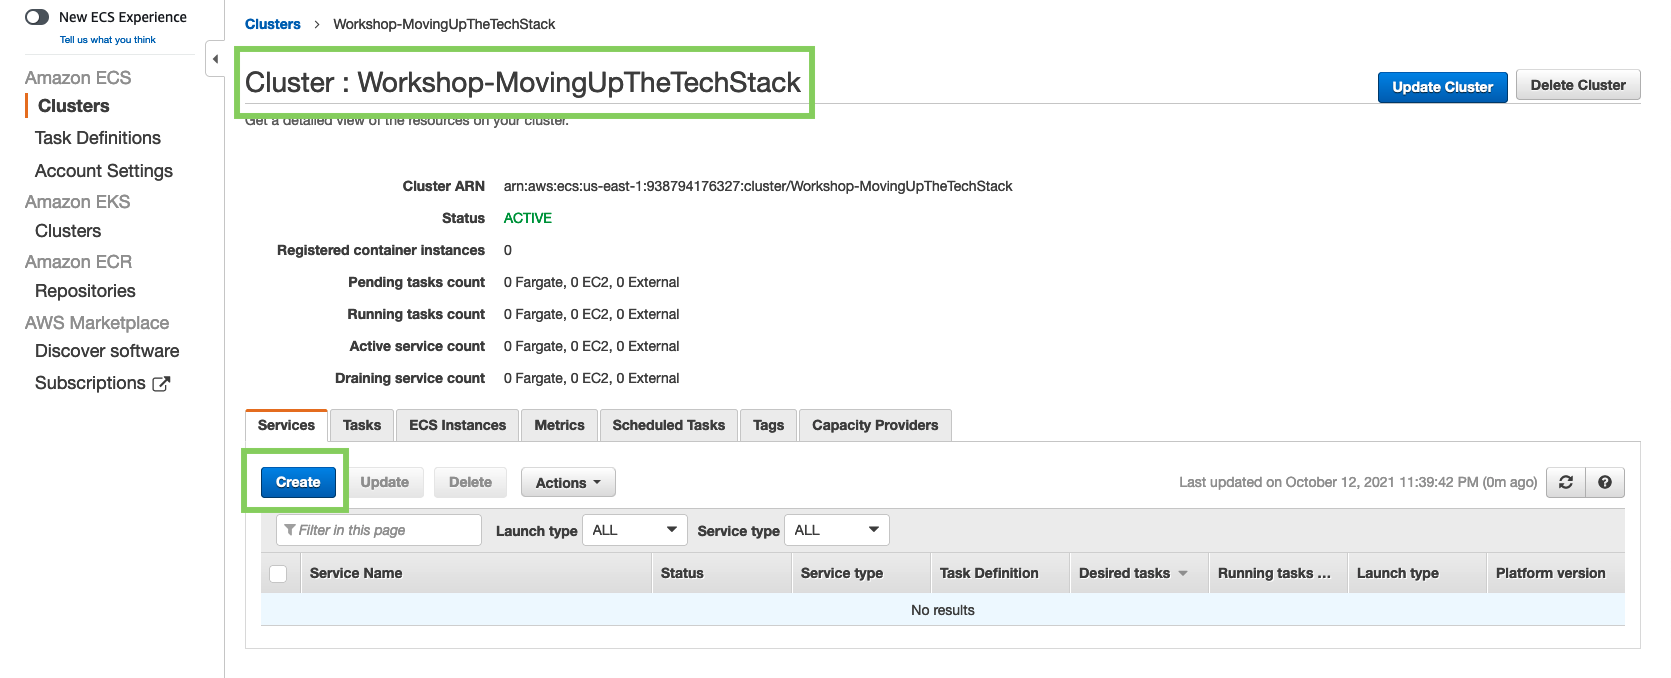 New ECS Experience
Tell us what you think
Amazon ECS
Clusters
Task Definitions
Account Settings
Amazon EKS
Clusters
Amazon ECR
Repositories
AWS Marketplace
Discover software
Subscriptions
Clusters > Workshop-MovingUpTheTechStack
Cluster : Workshop-MovingUpTheTechStack
Update Cluster Delete Cluster
Get a detailed view of the resources on your cluster.
Cluster ARN arn:aws:ecs:us-east-1:938794176327:cluster/Workshop-MovingUpTheTechStack
Status ACTIVE
Registered container instances 0
Pending tasks count 0 Fargate, 0 EC2, 0 External
Running tasks count 0 Fargate, 0 EC2, 0 External
Active service count 0 Fargate, 0 EC2, 0 External
Draining service count 0 Fargate, 0 EC2, 0 External
Services Tasks ECS Instances Metrics Scheduled Tasks Tags Capacity Providers
Create Update Delete Actions Last updated on October 12, 2021 11:39:42 PM (0m ago)
Filter in this page Launch type ALL Service type ALL
Service Name Status Service type Task Definition Desired tasks Running tasks ... Launch type Platform version
No results